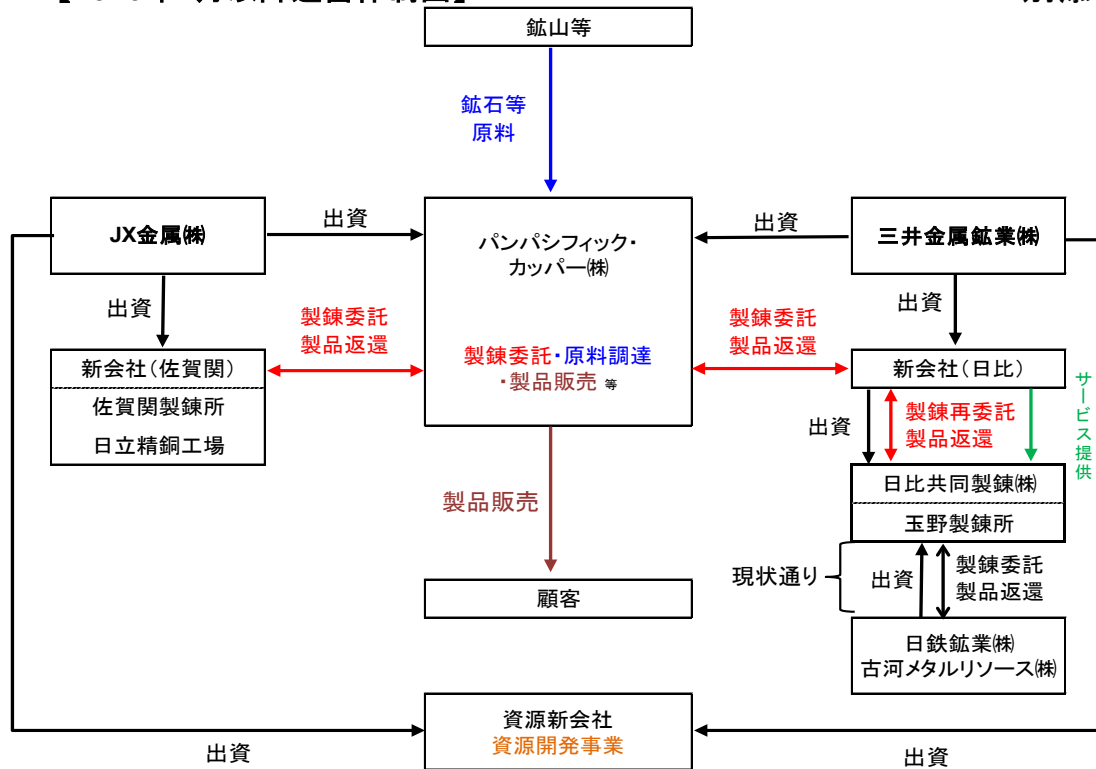 鉱山等
鉱石等
原料
JX金属㈱
出資
パンパシフィック・
カッパー㈱
製錬委託・原料調達
・製品販売 等
出資
三井金属鉱業㈱
出資
製錬委託
製品返還
製錬委託
製品返還
出資
新会社（佐賀関）
佐賀関製錬所
日立精銅工場
新会社（日比）
出資
製錬再委託
製品返還
サービス提供
日比共同製錬㈱
玉野製錬所
製品販売
現状通り
出資
製錬委託
製品返還
顧客
日鉄鉱業㈱
古河メタルリソース㈱
資源新会社
資源開発事業
出資
出資